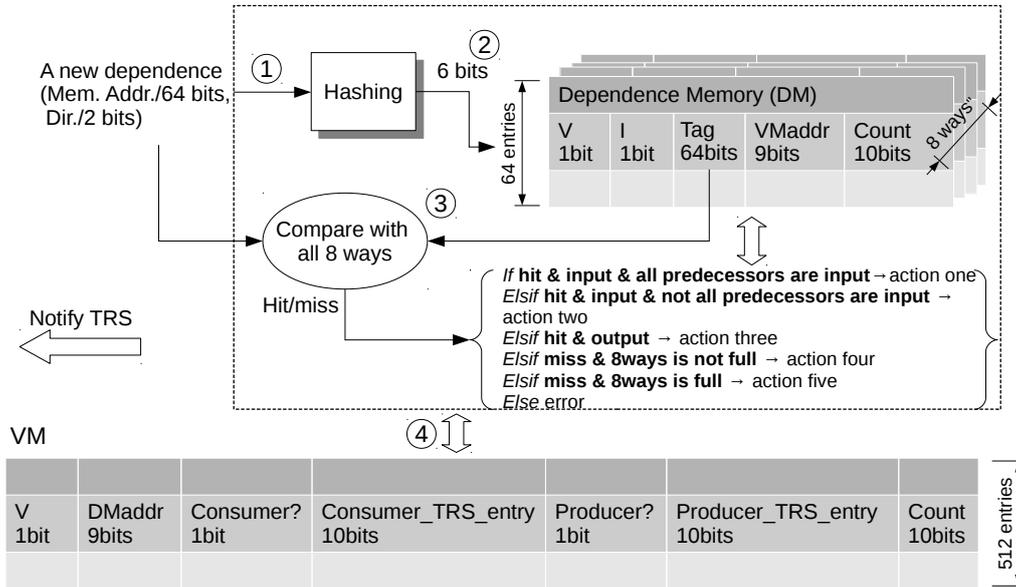 A new dependence
(Mem. Addr./64 bits,
Dir./2 bits)
1
Hashing
2
6 bits
64 entries
Dependence Memory (DM)
V
1bit
I
1bit
Tag
64bits
VMaddr
9bits
Count
10bits
8 ways"
3
Compare with
all 8 ways
Hit/miss
If hit & input & all predecessors are input→action one
Elsif hit & input & not all predecessors are input →
action two
Elsif hit & output → action three
Elsif miss & 8ways is not full → action four
Elsif miss & 8ways is full → action five
Else error
Notify TRS
4
VM
V
1bit
DMaddr
9bits
Consumer?
1bit
Consumer_TRS_entry
10bits
Producer?
1bit
Producer_TRS_entry
10bits
Count
10bits
512 entries